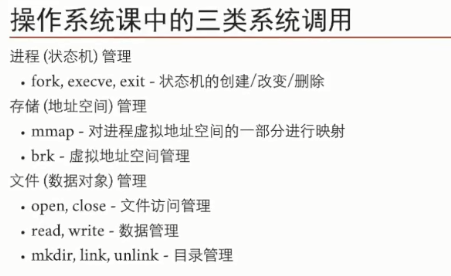 操作系统课中的三类系统调用
进程 (状态机) 管理
• fork, execve, exit - 状态机的创建/改变/删除
存储 (地址空间) 管理
• mmap - 对进程虚拟地址空间的一部分进行映射
• brk - 虚拟地址空间管理
文件 (数据对象) 管理
• open, close - 文件访问管理
• read, write - 数据管理
• mkdir, link, unlink - 目录管理